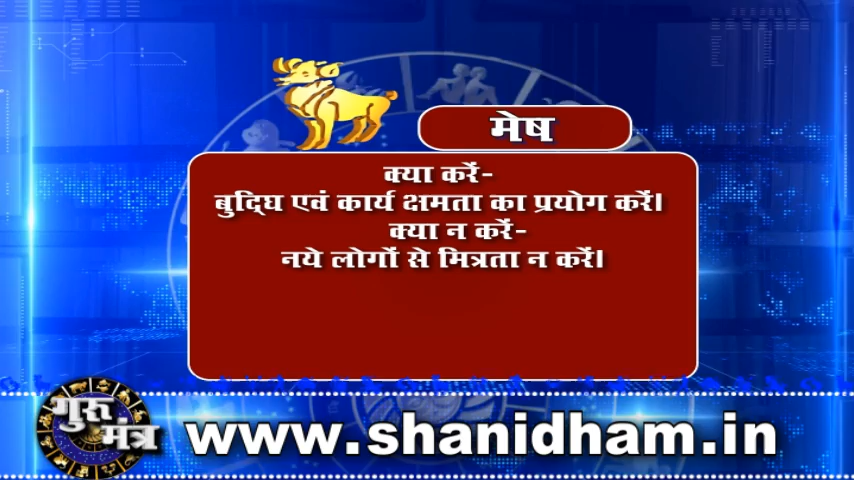 मेष
क्या करें-
बुद्धि एवं कार्य क्षमता का प्रयोग करें।
क्या न करें-
नये लोगों से मित्रता न करें।
गुरु
मंत्र
www.shanidham.in